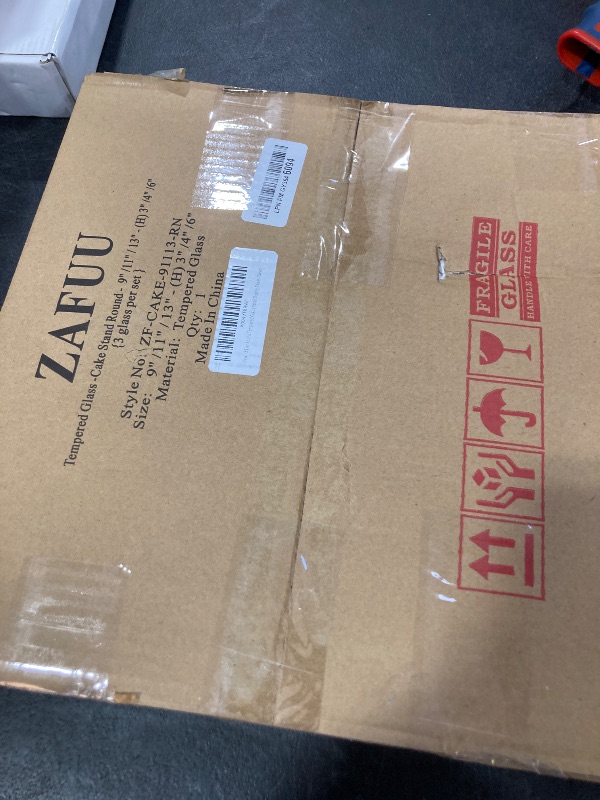 ZAFUU
Tempered Glass -Cake Stand Round - 9" /11" / 13" - (H) 3" /4" /6"
{3 glass per set }
Style No: ZF-CAKE-91113-RN
Size: 9" /11" / 13" - (H) 3" /4" /6"
Material: Tempered Glass
Qty: 1
Made In China
6094
FRAGILE
GLASS
HANDLE WITH CARE